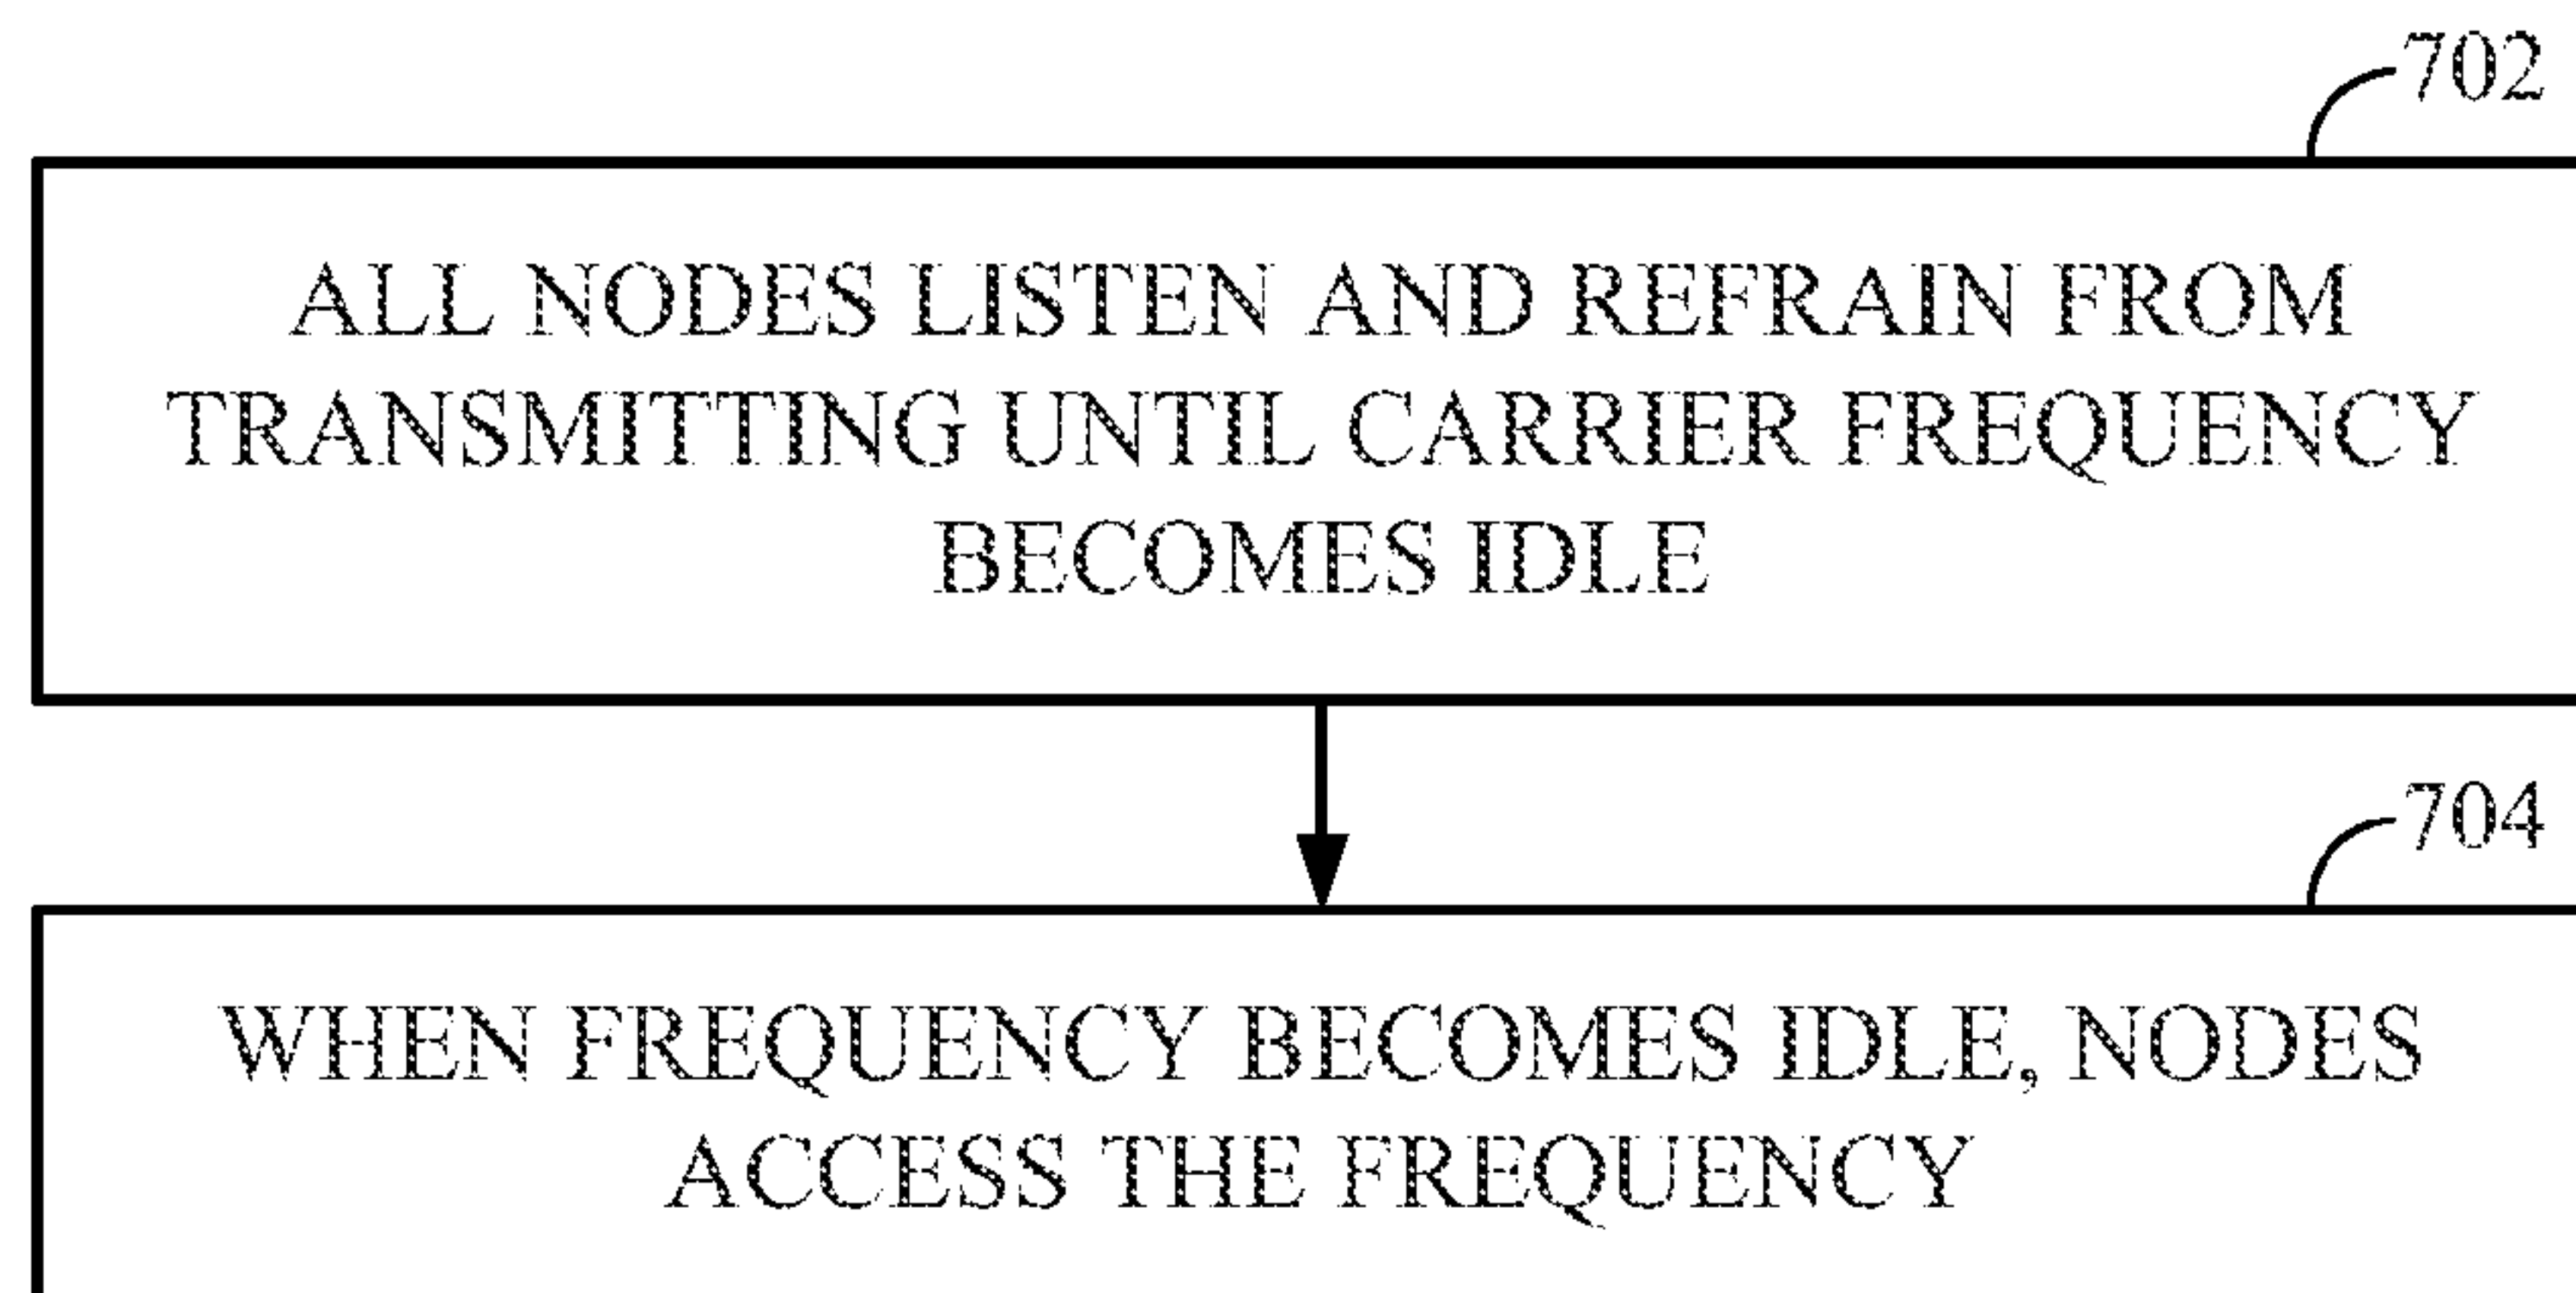 702
ALL NODES LISTEN AND REFRAIN FROM
TRANSMITTING UNTIL CARRIER FREQUENCY
BECOMES IDLE
704
WHEN FREQUENCY BECOMES IDLE, NODES
ACCESS THE FREQUENCY